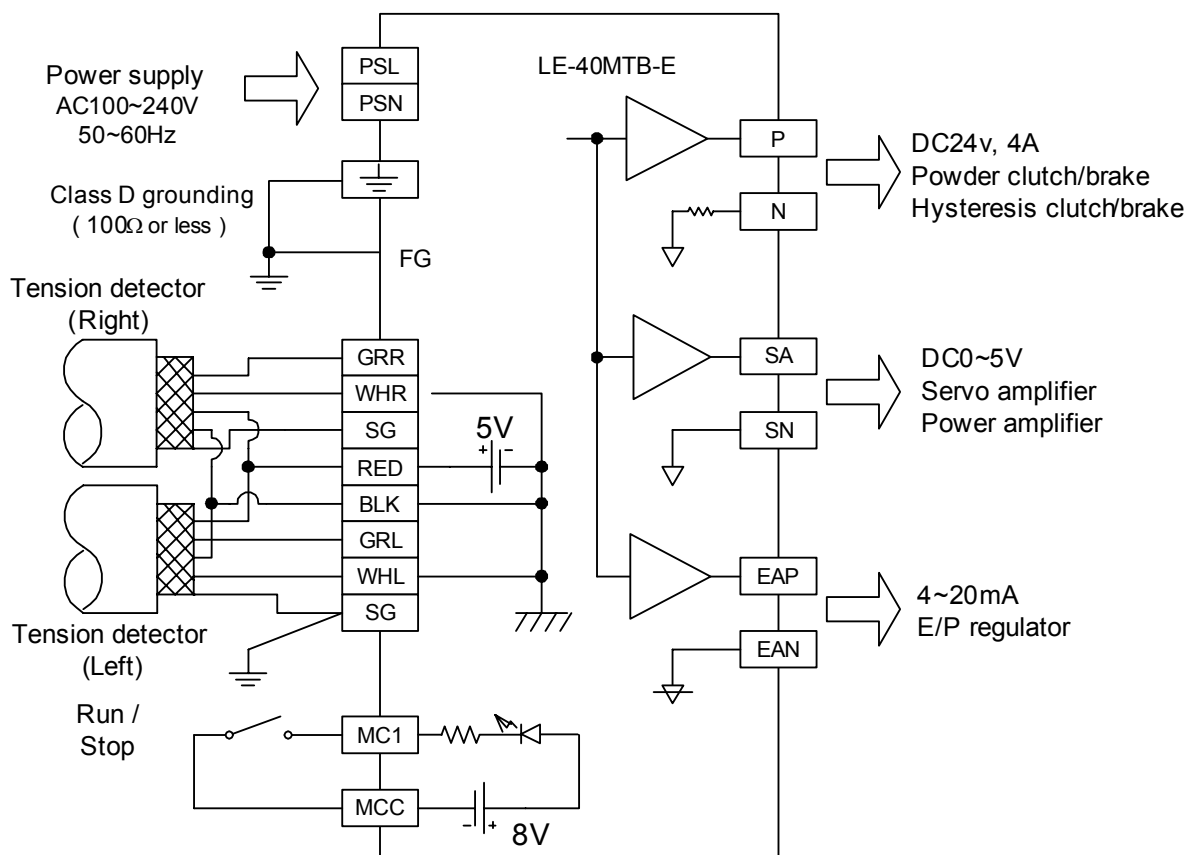 Power supply
AC100~240V
50~60Hz
PSL
PSN
LE-40MTB-E
P
N
DC24v, 4A
Powder clutch/brake
Hysteresis clutch/brake
Class D grounding
( 100Ω or less )
FG
Tension detector
(Right)
GRR
WHR
SG
RED
BLK
GRL
WHL
SG
5V
+ -
SA
SN
DC0~5V
Servo amplifier
Power amplifier
Tension detector
(Left)
EAP
EAN
4~20mA
E/P regulator
Run /
Stop
MC1
MCC
- +
8V